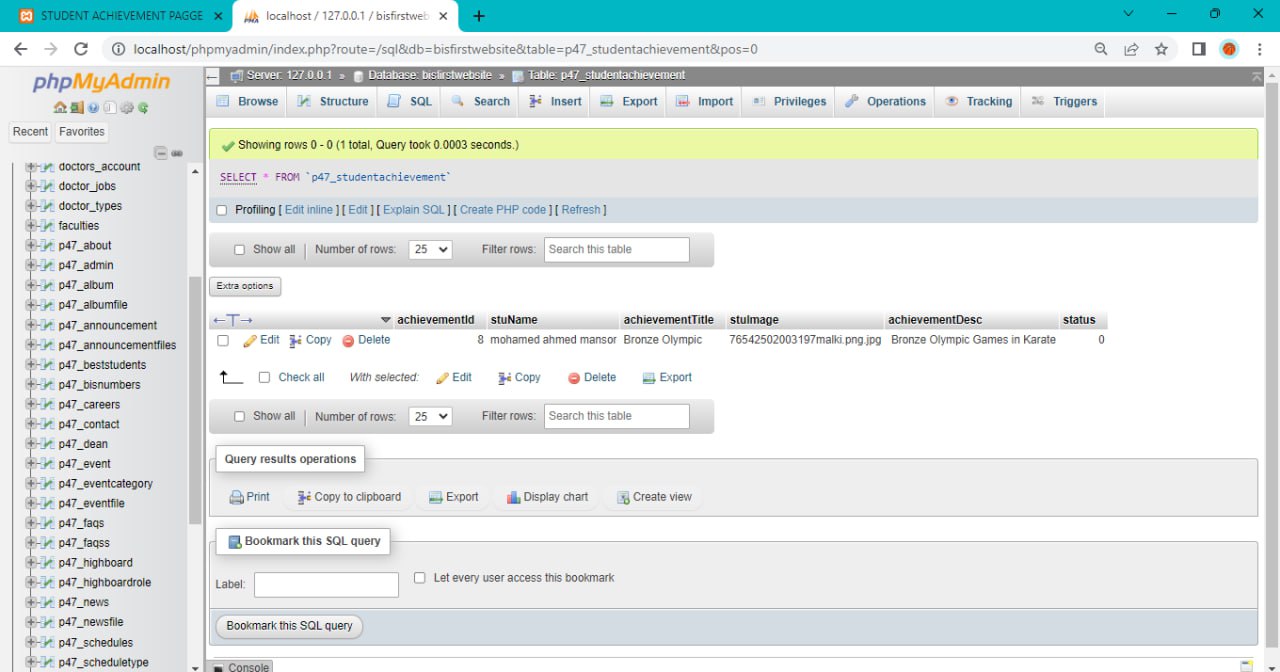 STUDENT ACHIEVEMENT PAGGE
localhost / 127.0.0.1 / bisfirstweb
localhost/phpmyadmin/index.php?route=/sql&db=bisfirstwebsite&table=p47_studentachievement&pos=0
phpMyAdmin
Recent Favorites
doctors_account
doctor_jobs
doctor_types
faculties
p47_about
p47_admin
p47_album
p47_albumfile
p47_announcement
p47_announcementfiles
p47_beststudents
p47_bisnumbers
p47_careers
p47_contact
p47_dean
p47_event
p47_eventcategory
p47_eventfile
p47_faqs
p47_faqss
p47_highboard
p47_highboardrole
p47_news
p47_newsfile
p47_schedules
p47_scheduletype
Server: 127.0.0.1 » Database: bisfirstwebsite » Table: p47_studentachievement
Browse Structure SQL Search Insert Export Import Privileges Operations Tracking Triggers
Showing rows 0 - 0 (1 total, Query took 0.0003 seconds.)
SELECT * FROM `p47_studentachievement`
Profiling [ Edit inline ] [ Edit ] [ Explain SQL ] [ Create PHP code ] [ Refresh ]
Show all | Number of rows: 25 Filter rows: Search this table
Extra options
←T→ achievementId stuName achievementTitle stuImage achievementDesc status
Edit Copy Delete 8 mohamed ahmed mansor Bronze Olympic 76542502003197malki.png.jpg Bronze Olympic Games in Karate 0
Check all With selected: Edit Copy Delete Export
Show all | Number of rows: 25 Filter rows: Search this table
Query results operations
Print Copy to clipboard Export Display chart Create view
Bookmark this SQL query
Label: Let every user access this bookmark
Bookmark this SQL query
Console